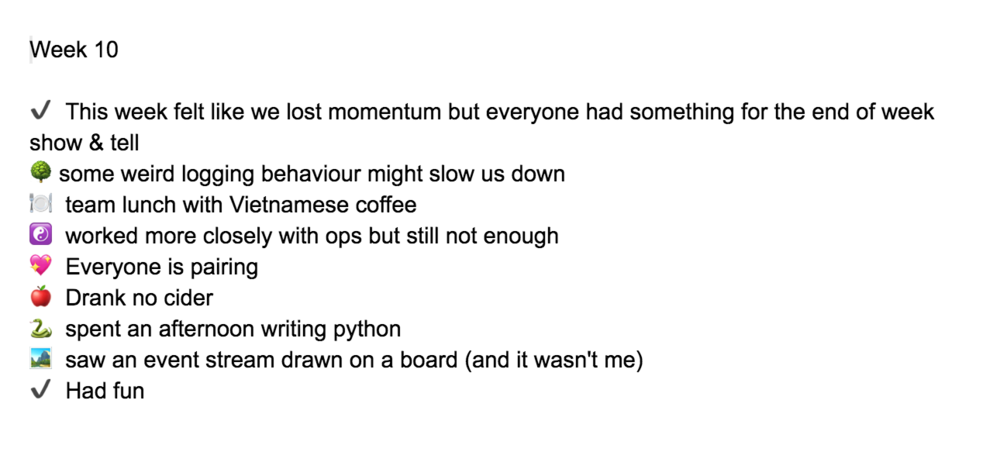 Week 10
✔ This week felt like we lost momentum but everyone had something for the end of week
show & tell
🌳 some weird logging behaviour might slow us down
🍽 team lunch with Vietnamese coffee
☯ worked more closely with ops but still not enough
💖 Everyone is pairing
🍎 Drank no cider
🐍 spent an afternoon writing python
🏞 saw an event stream drawn on a board (and it wasn't me)
✔ Had fun